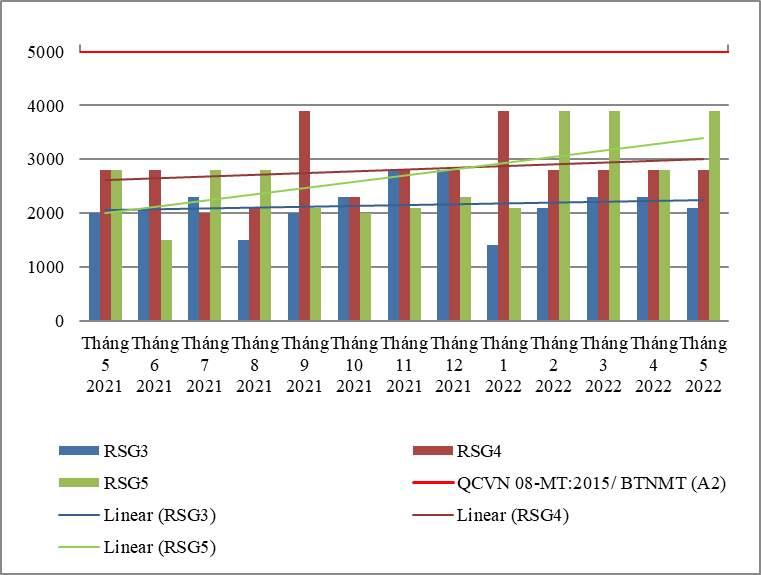 5000
4000
3000
2000
1000
0
Tháng Tháng Tháng Tháng Tháng Tháng Tháng Tháng Tháng Tháng Tháng Tháng Tháng
5 6 7 8 9 10 11 12 1 2 3 4 5
2021 2021 2021 2021 2021 2021 2021 2021 2022 2022 2022 2022 2022
RSG3 RSG4
RSG5 QCVN 08-MT:2015/ BTNMT (A2)
Linear (RSG3) Linear (RSG4)
Linear (RSG5)